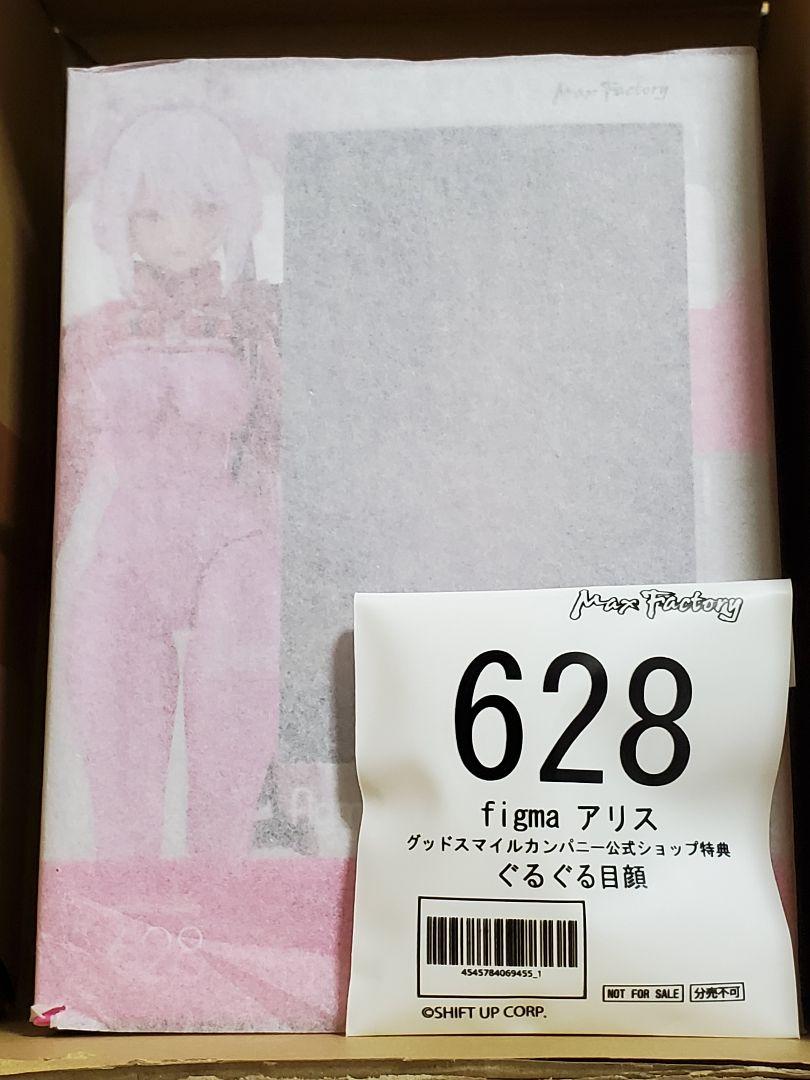 Max Factory
Max Factory
628
figma アリス
グッドスマイルカンパニー公式ショップ特典
ぐるぐる目顔
4545784069455_1
NOT FOR SALE 分売不可
©SHIFT UP CORP.